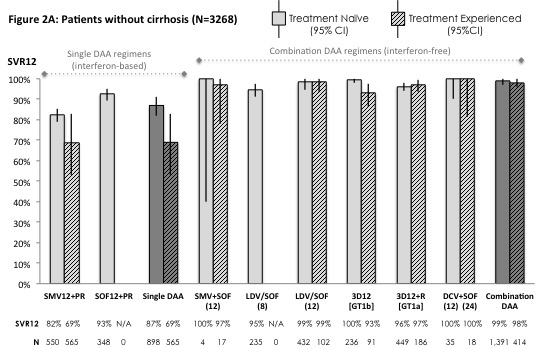 Figure 2A: Patients without cirrhosis (N=3268)
Treatment Naïve (95% CI)
Treatment Experienced (95%CI)
SVR12
Single DAA regimens (interferon-based)
Combination DAA regimens (interferon-free)
100%
90%
80%
70%
60%
50%
40%
30%
20%
10%
0%
SMV12+PR SOF12+PR Single DAA SMV+SOF LDV/SOF LDV/SOF 3D12 3D12+R DCV+SOF Combination
(12) (8) (12) [GT1b] [GT1a] (12) (24) DAA
SVR12 82% 69% 93% N/A 87% 69% 100% 97% 95% N/A 99% 99% 100% 93% 96% 97% 100% 100% 99% 98%
N 550 565 348 0 898 565 4 17 235 0 432 102 236 91 449 186 35 18 1,391 414